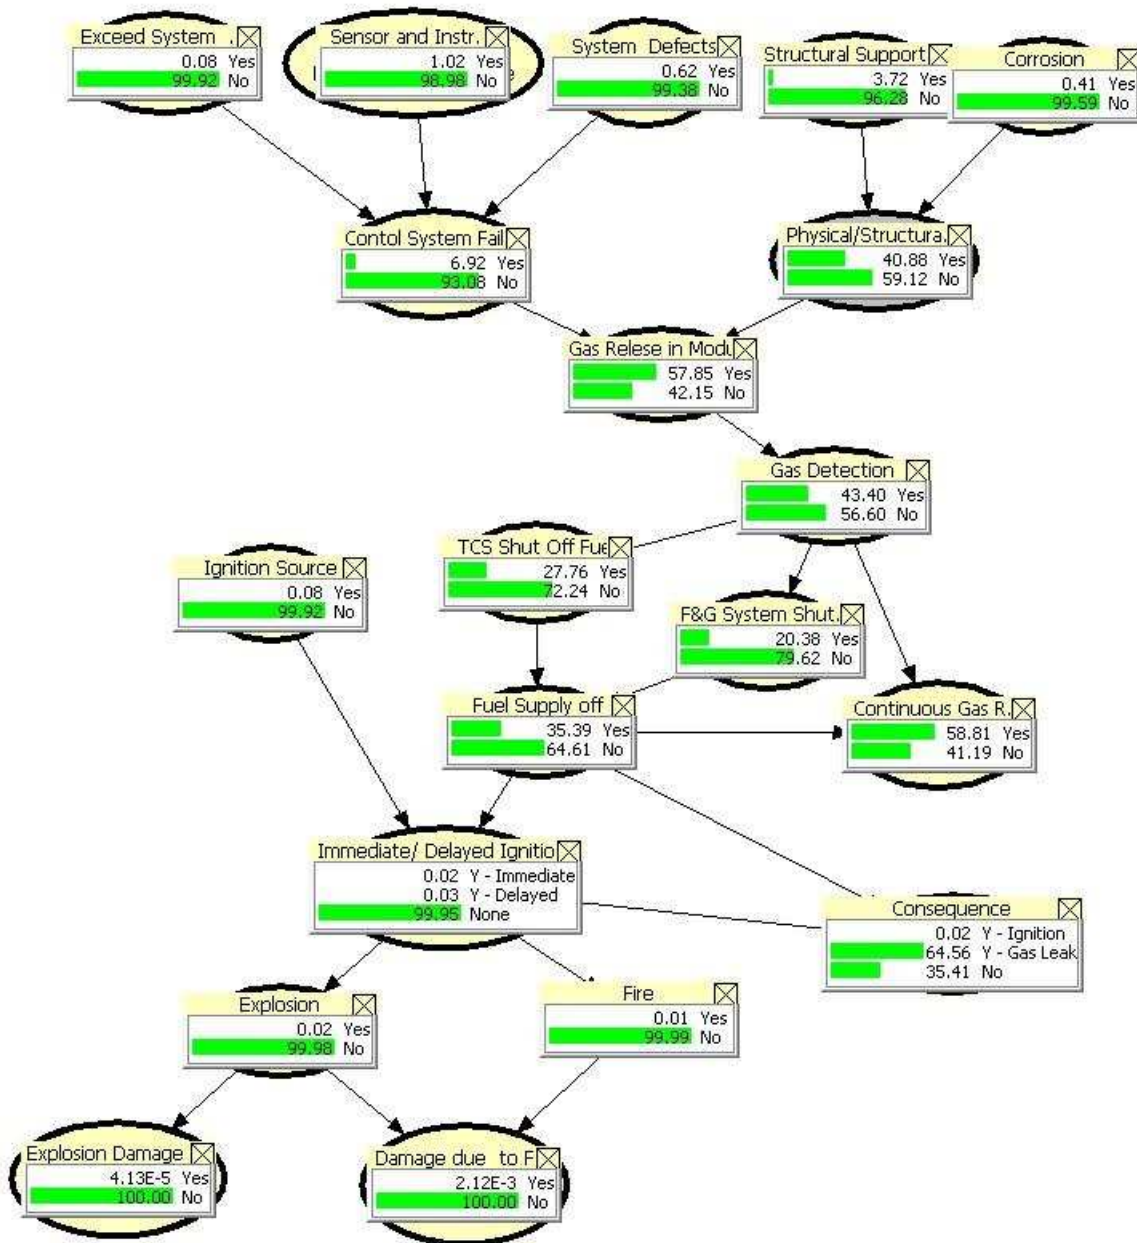 Exceed System .
0.08 Yes
99.92 No
Sensor and Instr.
1.02 Yes
98.98 No
System Defects
0.62 Yes
99.38 No
Structural Support
3.72 Yes
96.28 No
Corrosion
0.41 Yes
99.59 No
Contol System Fail
6.92 Yes
93.08 No
Physical/Structura.
40.88 Yes
59.12 No
Gas Relese in Modu
57.85 Yes
42.15 No
Gas Detection
43.40 Yes
56.60 No
TCS Shut Off Fue
27.76 Yes
72.24 No
Ignition Source
0.08 Yes
99.92 No
F&G System Shut.
20.38 Yes
79.62 No
Fuel Supply off
35.39 Yes
64.61 No
Continuous Gas R.
58.81 Yes
41.19 No
Immediate/ Delayed Ignitio
0.02 Y - Immediate
0.03 Y - Delayed
99.95 None
Consequence
0.02 Y - Ignition
64.56 Y - Gas Leak
35.41 No
Explosion
0.02 Yes
99.98 No
Fire
0.01 Yes
99.99 No
Explosion Damage
4.13E-5 Yes
100.00 No
Damage due to F
2.12E-3 Yes
100.00 No